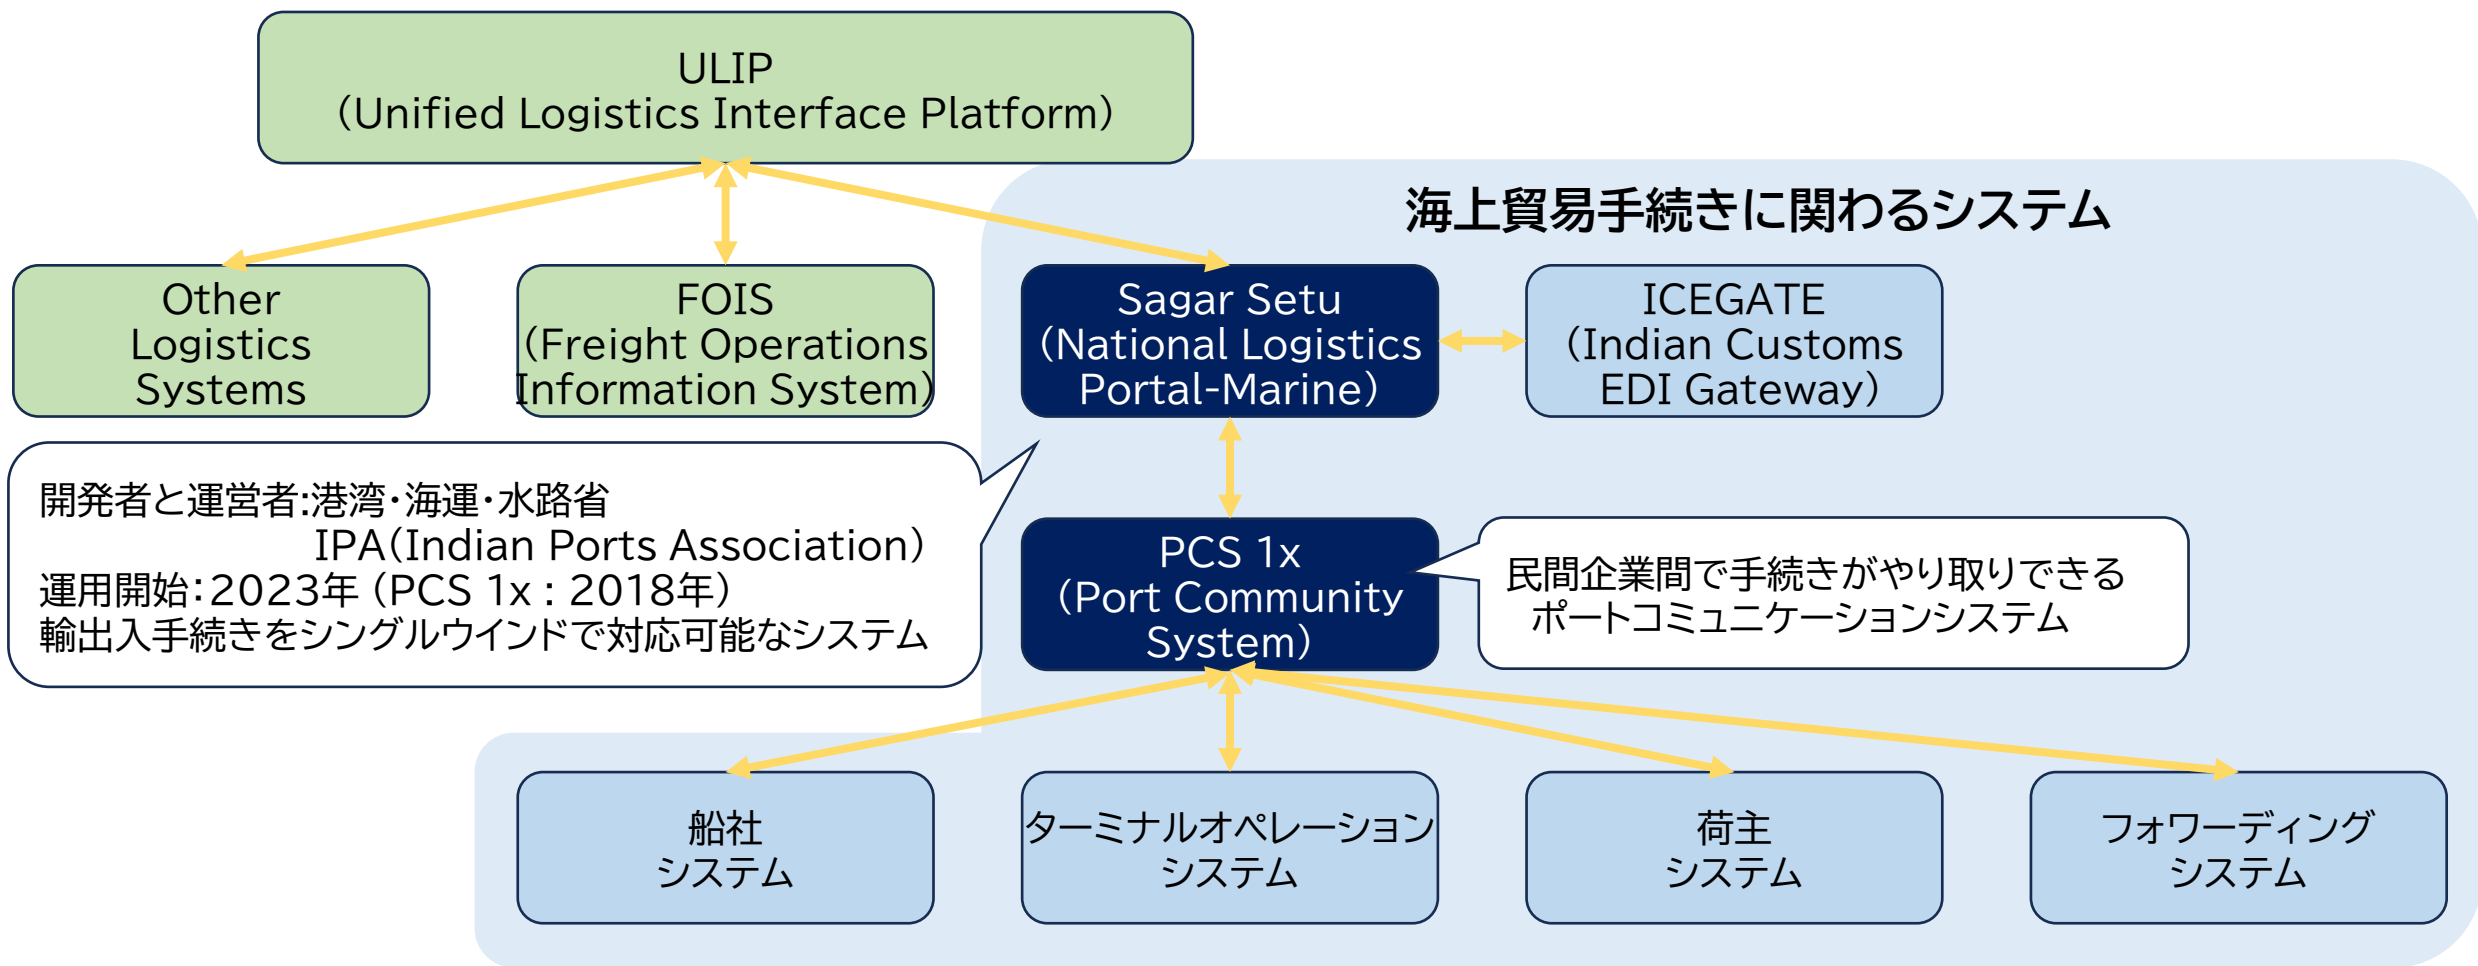 ULIP
（Unified Logistics Interface Platform）
海上貿易手続きに関わるシステム
Other
Logistics
Systems
FOIS
（Freight Operations
Information System）
Sagar Setu
（National Logistics
Portal-Marine）
ICEGATE
（Indian Customs
EDI Gateway）
開発者と運営者:港湾・海運・水路省
IPA（Indian Ports Association）
運用開始：2023年 (PCS 1x : 2018年）
輸出入手続きをシングルウインドで対応可能なシステム
PCS 1x
（Port Community
System）
民間企業間で手続きがやり取りできる
ポートコミュニケーションシステム
船社
システム
ターミナルオペレーション
システム
荷主
システム
フォワーディング
システム